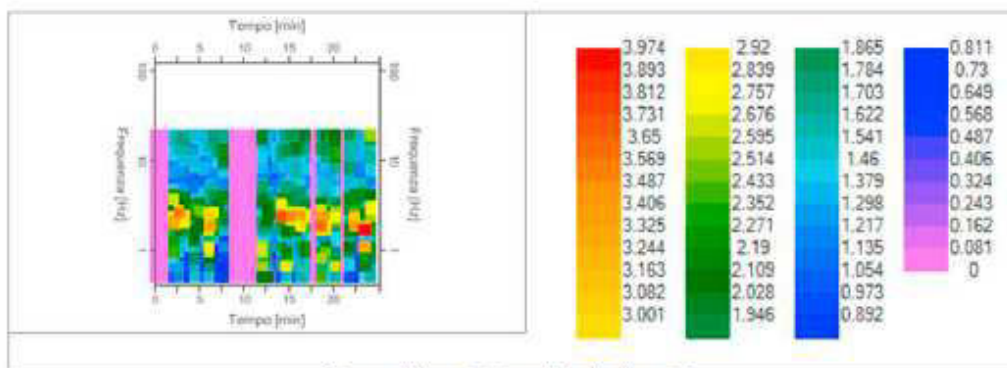 Tempo [min]
0 5 10 15 20
100 100
10 10
1 1
Frequenza [Hz]
Frequenza [Hz]
0 5 10 15 20
Tempo [min]
3.974 2.92 1.865 0.811
3.893 2.839 1.784 0.73
3.812 2.757 1.703 0.649
3.731 2.676 1.622 0.568
3.65 2.595 1.541 0.487
3.569 2.514 1.46 0.406
3.487 2.433 1.379 0.324
3.406 2.352 1.298 0.243
3.325 2.271 1.217 0.162
3.244 2.19 1.135 0.081
3.163 2.109 1.054 0
3.082 2.028 0.973
3.001 1.946 0.892